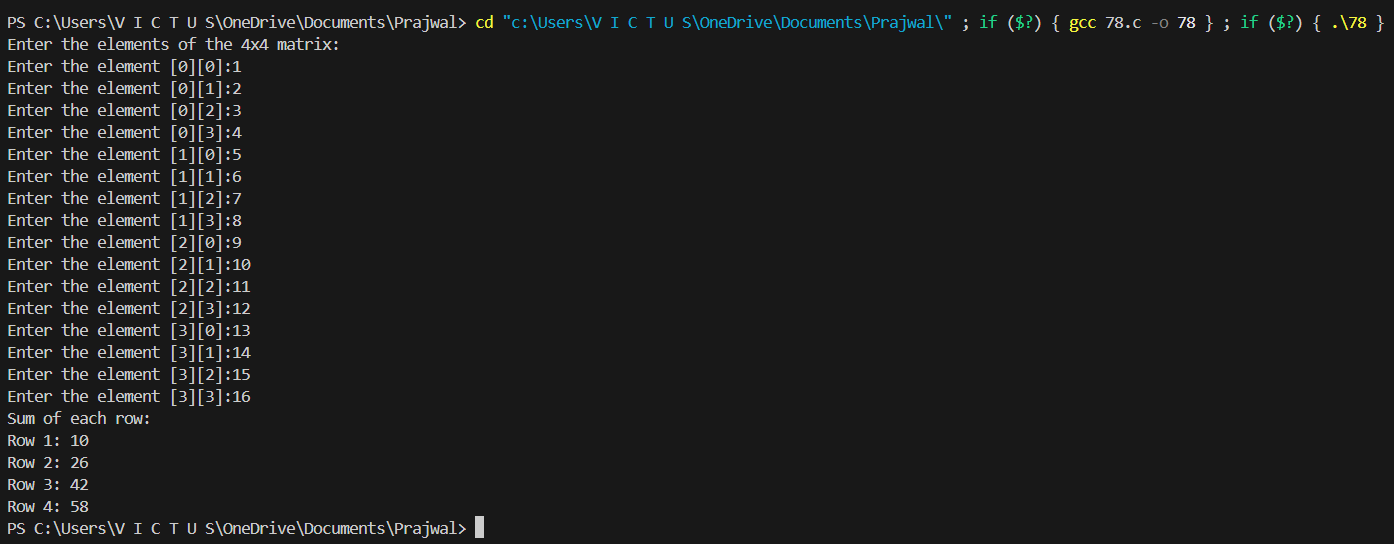 PS C:\Users\V I C T U S\OneDrive\Documents\Prajwal> cd "c:\Users\V I C T U S\OneDrive\Documents\Prajwal\" ; if ($?) { gcc 78.c -o 78 } ; if ($?) { .\78 }
Enter the elements of the 4x4 matrix:
Enter the element [0][0]:1
Enter the element [0][1]:2
Enter the element [0][2]:3
Enter the element [0][3]:4
Enter the element [1][0]:5
Enter the element [1][1]:6
Enter the element [1][2]:7
Enter the element [1][3]:8
Enter the element [2][0]:9
Enter the element [2][1]:10
Enter the element [2][2]:11
Enter the element [2][3]:12
Enter the element [3][0]:13
Enter the element [3][1]:14
Enter the element [3][2]:15
Enter the element [3][3]:16
Sum of each row:
Row 1: 10
Row 2: 26
Row 3: 42
Row 4: 58
PS C:\Users\V I C T U S\OneDrive\Documents\Prajwal>